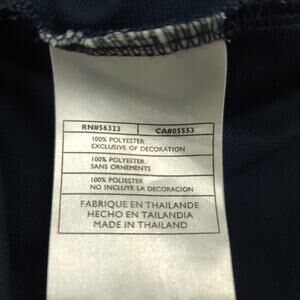 RN#56323 CA#05553
100% POLYESTER
EXCLUSIVE OF DECORATION
100% POLYESTER
SANS ORNEMENTS
100% POLIESTER
NO INCLUYE LA DECORACION
FABRIQUE EN THAILANDE
HECHO EN TAILANDIA
MADE IN THAILAND